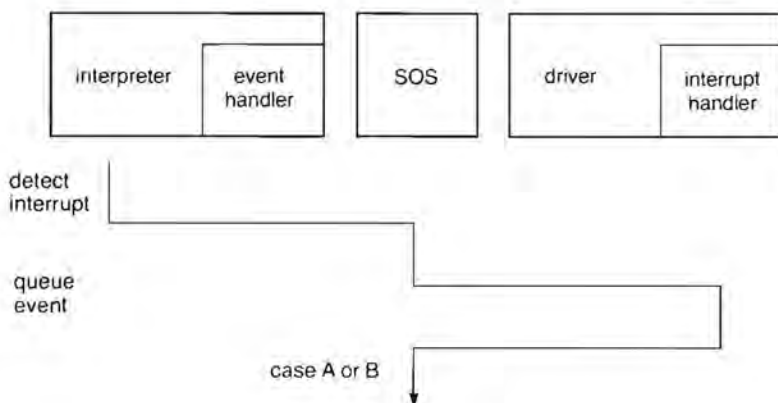 interpreter
event
handler
SOS
driver
interrupt
handler
detect
interrupt
queue
event
case A or B